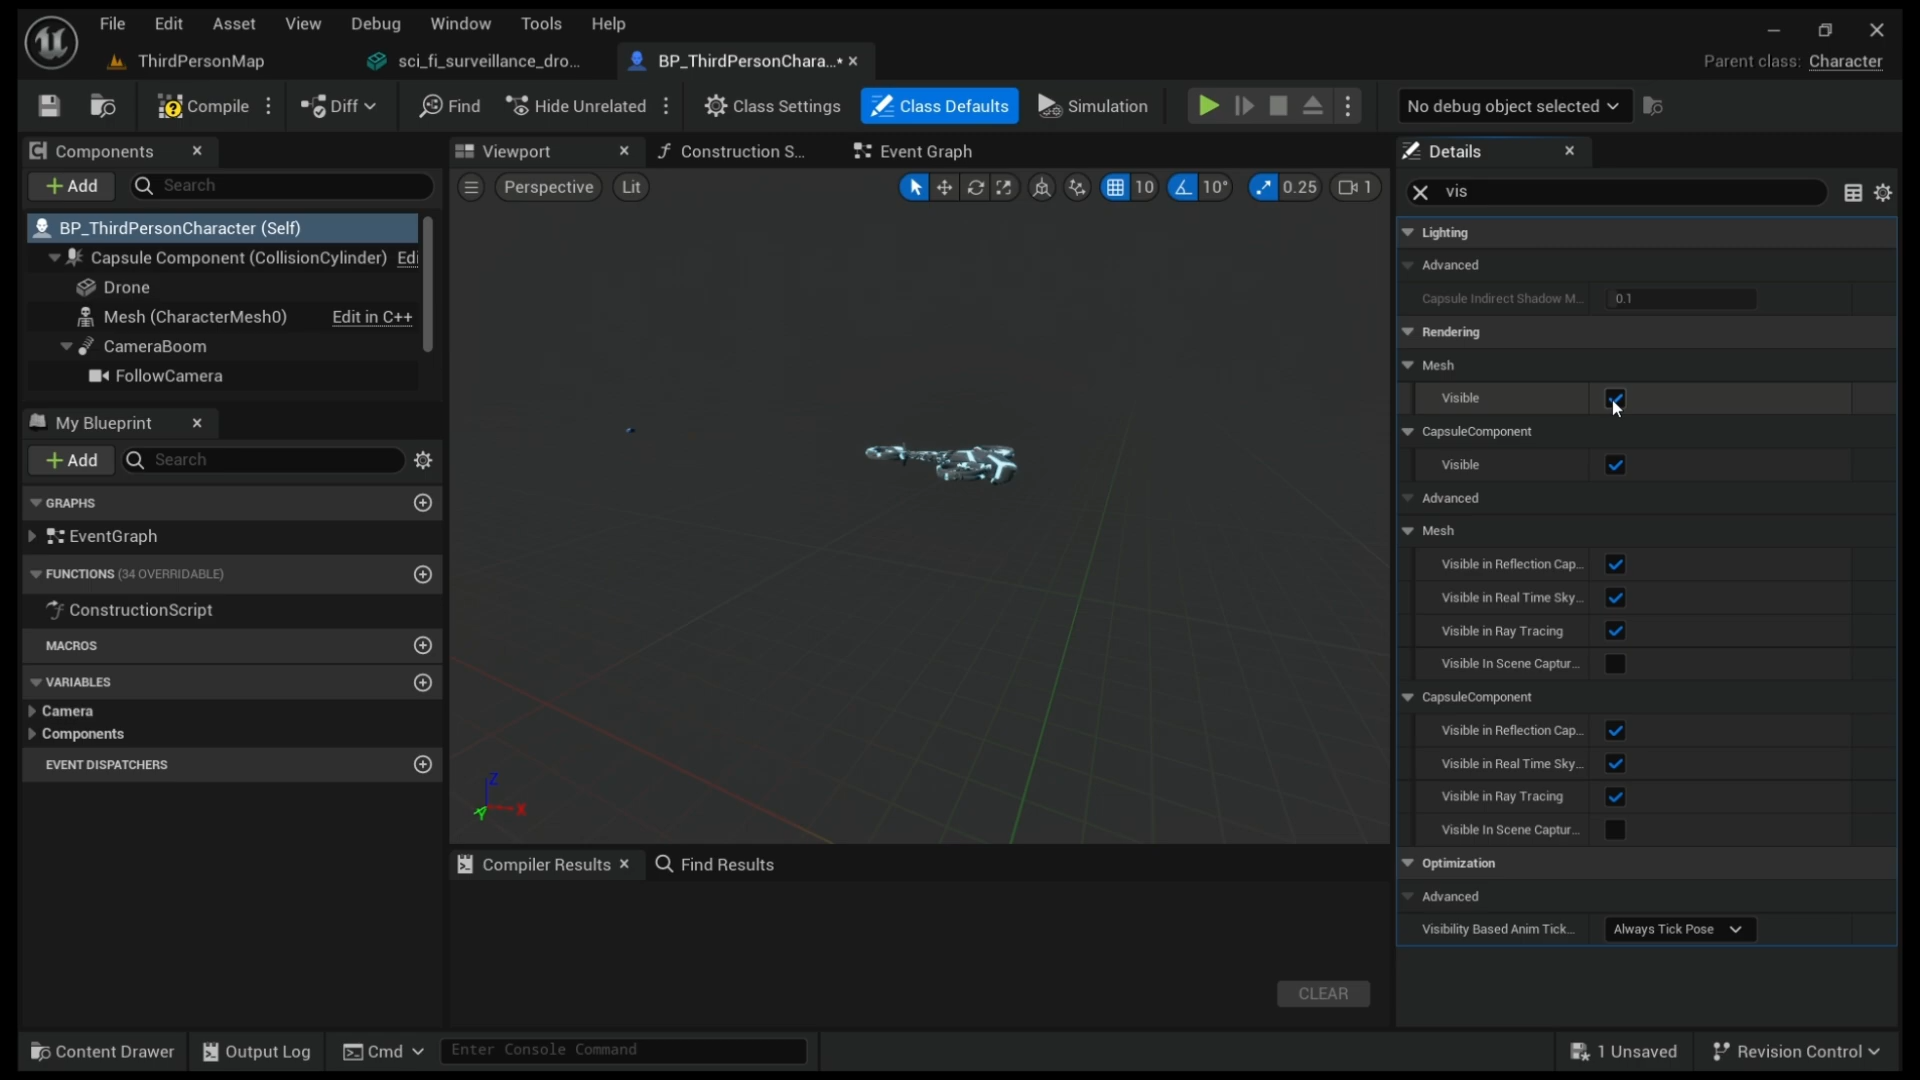 File Edit Asset View Debug Window Tools Help
ThirdPersonMap
sci_fi_surveillance_dro...
BP_ThirdPersonChara...•
Parent class: Character
Compile
Diff
Find
Hide Unrelated
Class Settings
Class Defaults
Simulation
No debug object selected
Components
Add
Search
BP_ThirdPersonCharacter (Self)
Capsule Component (CollisionCylinder) Edi
Drone
Mesh (CharacterMesh0) Edit in C++
CameraBoom
FollowCamera
My Blueprint
Add
Search
GRAPHS
EventGraph
FUNCTIONS (34 OVERRIDABLE)
ConstructionScript
MACROS
VARIABLES
Camera
Components
EVENT DISPATCHERS
Viewport
Construction S...
Event Graph
Perspective
Lit
10
10°
0.25
1
Z
X
Y
Compiler Results
Find Results
CLEAR
Details
vis
Lighting
Advanced
Capsule Indirect Shadow M... 0.1
Rendering
Mesh
Visible
CapsuleComponent
Visible
Advanced
Mesh
Visible in Reflection Cap...
Visible in Real Time Sky...
Visible in Ray Tracing
Visible In Scene Captur...
CapsuleComponent
Visible in Reflection Cap...
Visible in Real Time Sky...
Visible in Ray Tracing
Visible In Scene Captur...
Optimization
Advanced
Visibility Based Anim Tick... Always Tick Pose
Content Drawer
Output Log
Cmd
Enter Console Command
1 Unsaved
Revision Control